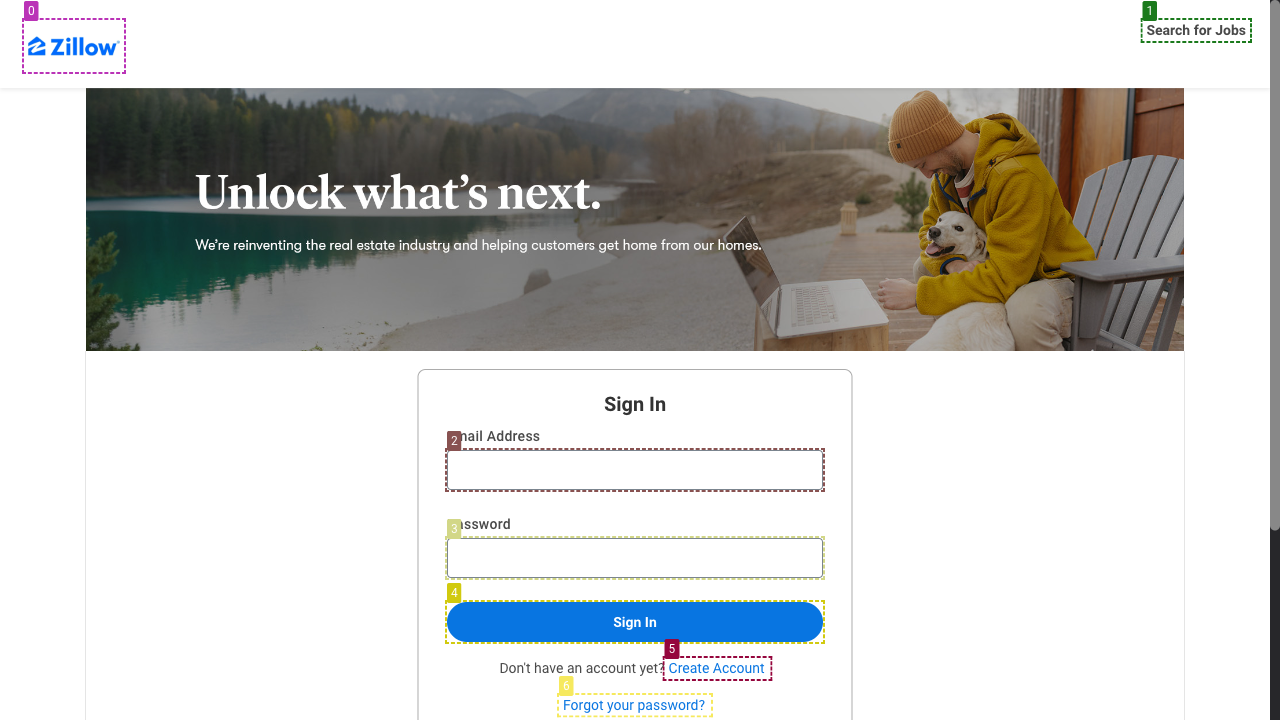 0
1
Zillow
Search for Jobs
Unlock what's next.
We're reinventing the real estate industry and helping customers get home from our homes.
Sign In
2
mail Address
3
assword
4
Sign In
5
Don't have an account yet? Create Account
6
Forgot your password?